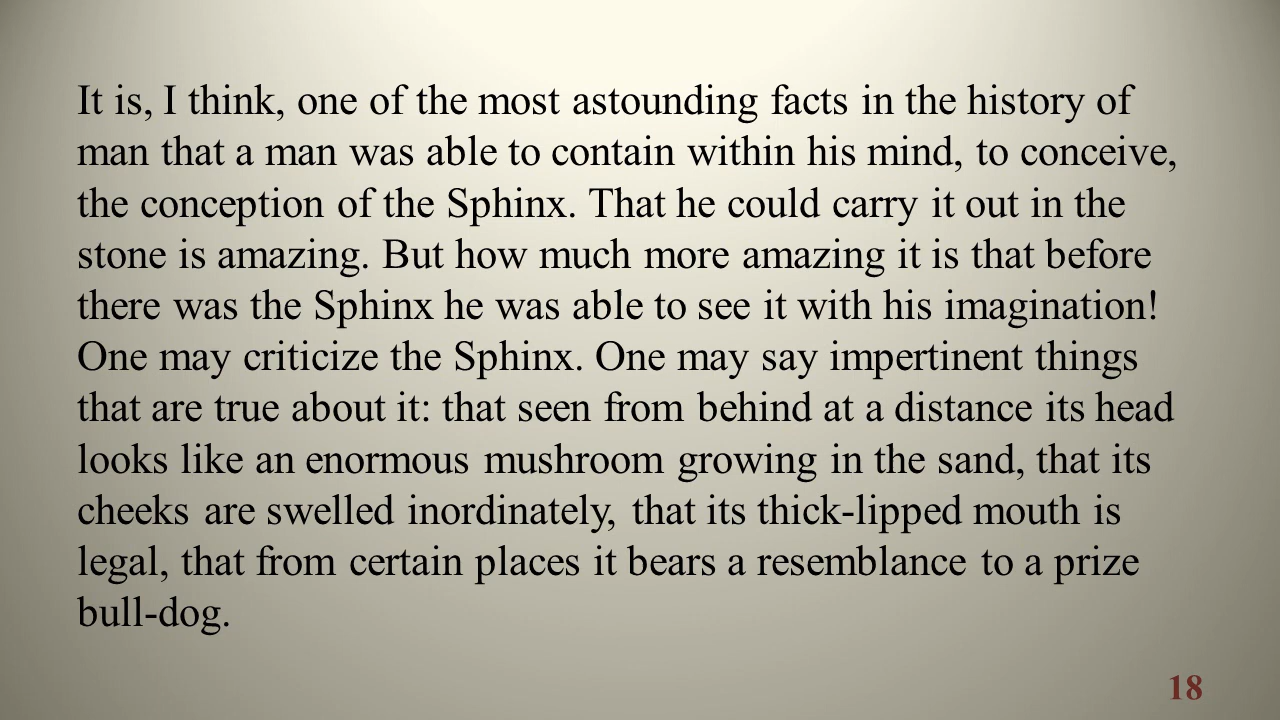 It is, I think, one of the most astounding facts in the history of
man that a man was able to contain within his mind, to conceive,
the conception of the Sphinx. That he could carry it out in the
stone is amazing. But how much more amazing it is that before
there was the Sphinx he was able to see it with his imagination!
One may criticize the Sphinx. One may say impertinent things
that are true about it: that seen from behind at a distance its head
looks like an enormous mushroom growing in the sand, that its
cheeks are swelled inordinately, that its thick-lipped mouth is
legal, that from certain places it bears a resemblance to a prize
bull-dog.
18